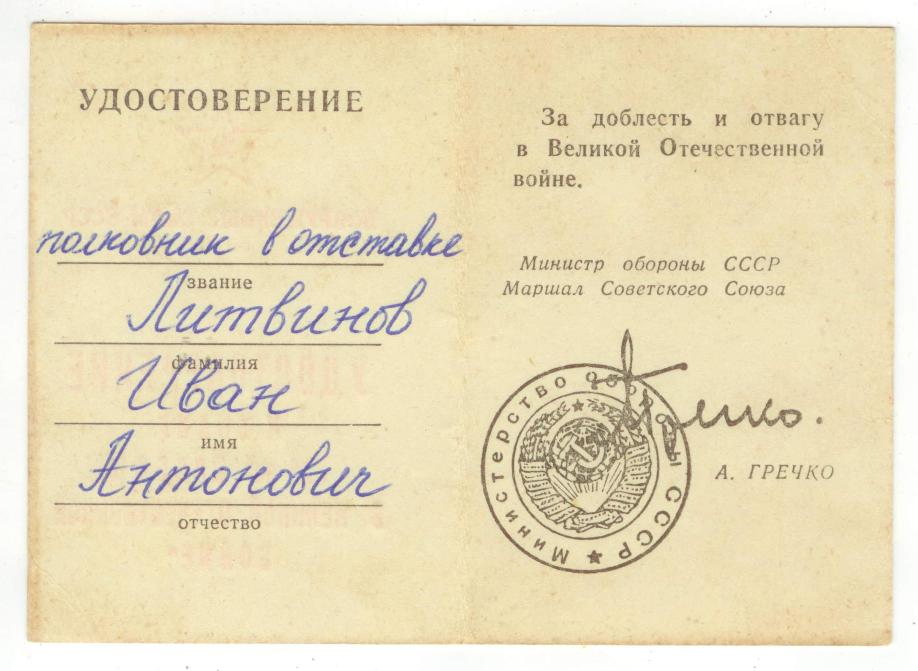 УДОСТОВЕРЕНИЕ
полковник в отставке
звание
Литвинов
фамилия
Иван
имя
Антонович
отчество
За доблесть и отвагу
в Великой Отечественной
войне.
Министр обороны СССР
Маршал Советского Союза
Министерство обороны СССР
А. ГРЕЧКО